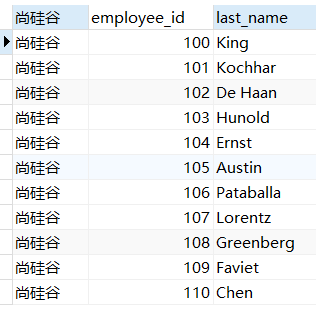 尚硅谷 employee_id last_name
尚硅谷 100 King
尚硅谷 101 Kochhar
尚硅谷 102 De Haan
尚硅谷 103 Hunold
尚硅谷 104 Ernst
尚硅谷 105 Austin
尚硅谷 106 Pataballa
尚硅谷 107 Lorentz
尚硅谷 108 Greenberg
尚硅谷 109 Faviet
尚硅谷 110 Chen